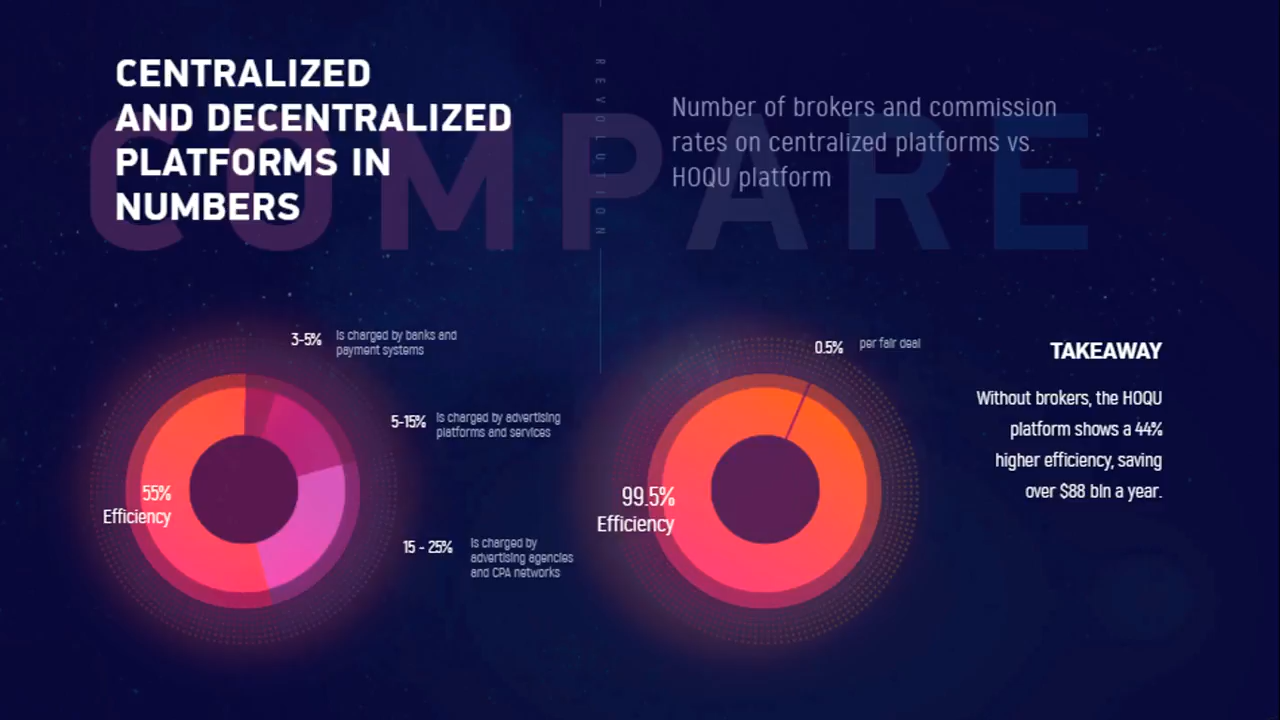 CENTRALIZED
AND DECENTRALIZED
PLATFORMS IN
NUMBERS
COMPARE
REVOLUTION
Number of brokers and commission
rates on centralized platforms vs.
HOQU platform
3-5%
Is charged by banks and
payment systems
5-15%
Is charged by advertising
platforms and services
55%
Efficiency
15 - 25%
Is charged by
advertising agencies
and CPA networks
0.5%
per fair deal
99.5%
Efficiency
TAKEAWAY
Without brokers, the HOQU
platform shows a 44%
higher efficiency, saving
over $88 bln a year.